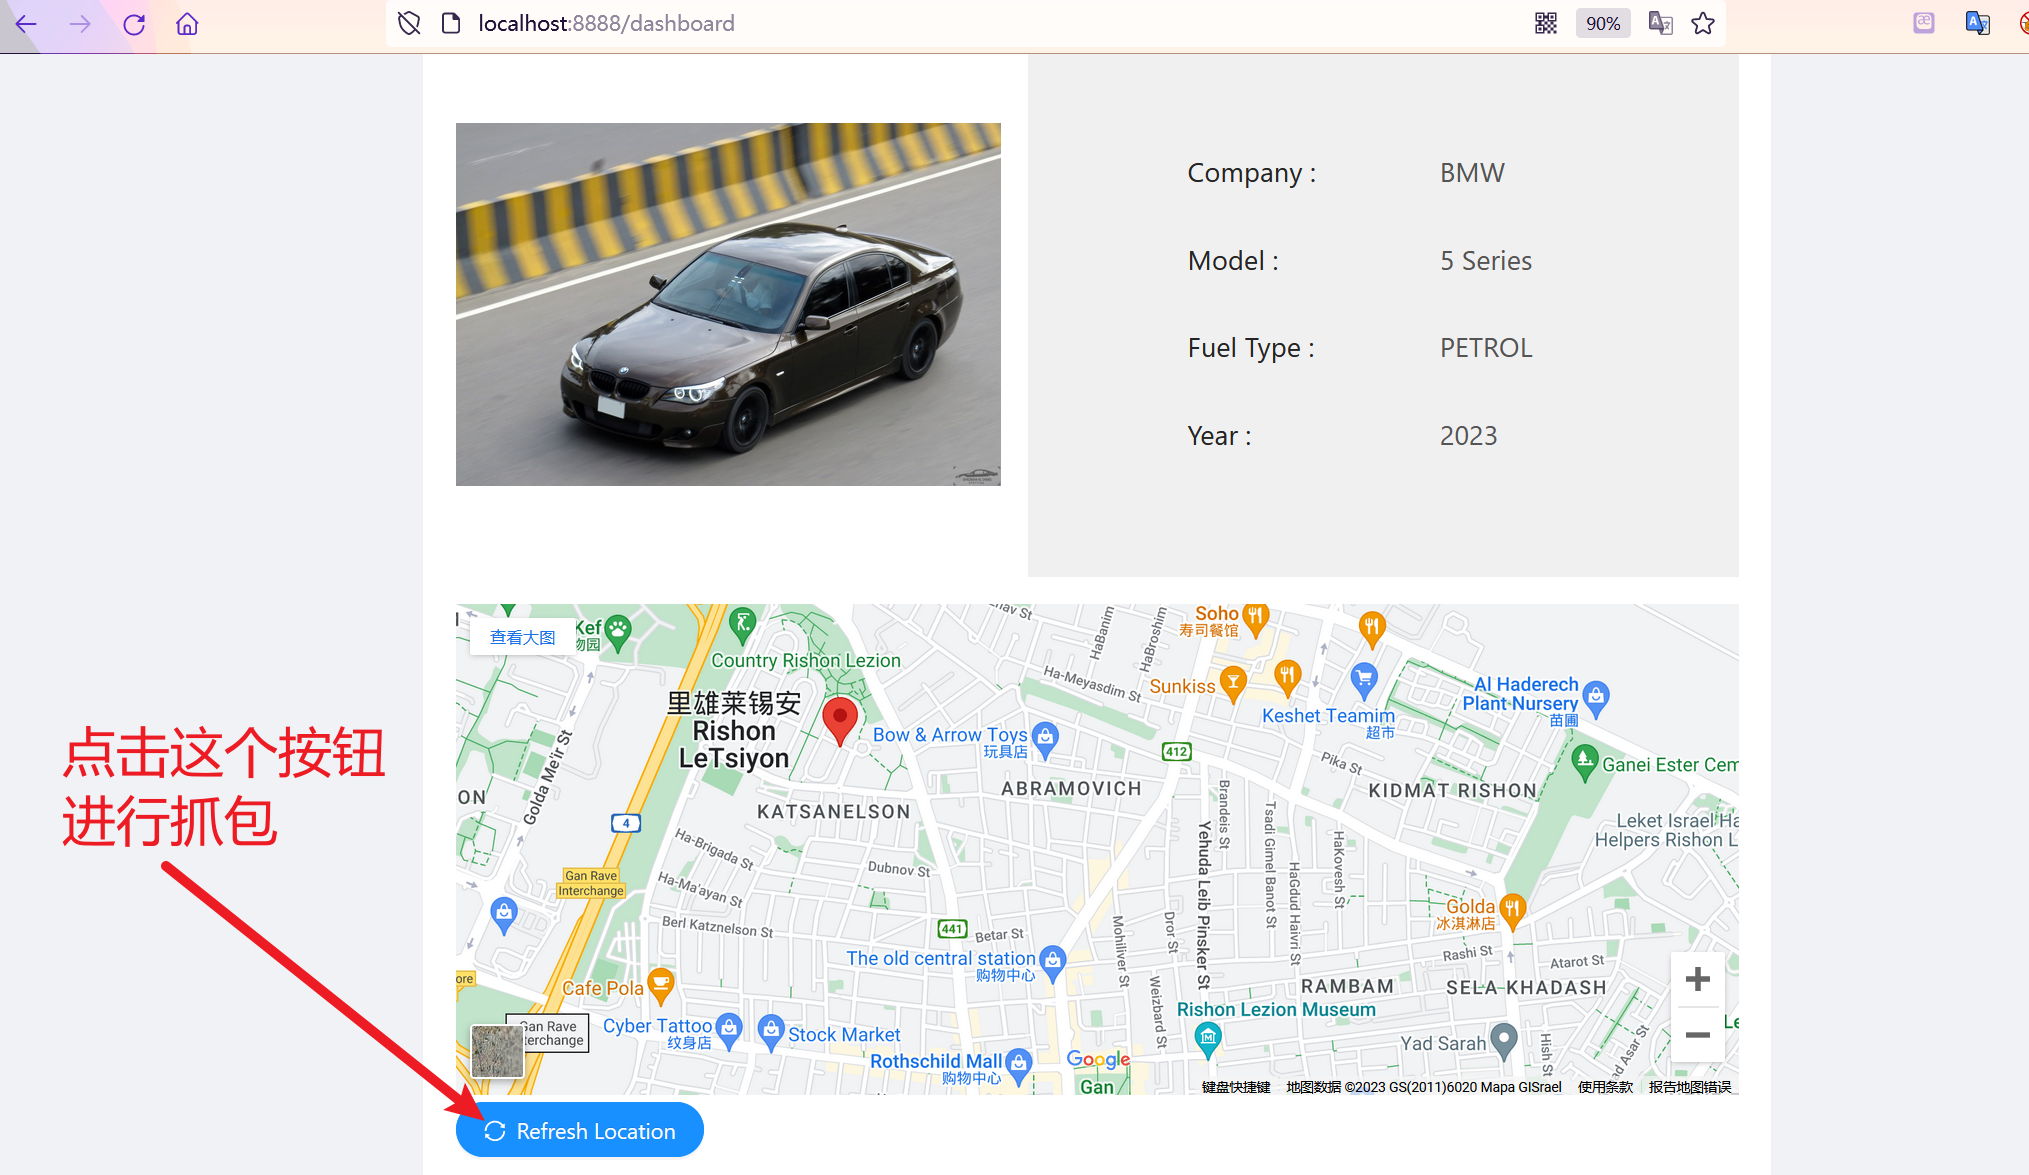 localhost:8888/dashboard
90%
Company :
BMW
Model :
5 Series
Fuel Type :
PETROL
Year :
2023
点击这个按钮
进行抓包
查看大图
Kef
物园
Country Rishon Lezion
里雄莱锡安
Rishon
LeTsiyon
Soho
寿司餐馆
HaBanim
HaBroshim
Ha-Meyasdim St
Sunkiss
Keshet Teamim
超市
Al Haderech
Plant Nursery
苗圃
Bow & Arrow Toys
玩具店
412
Pika St
Ganei Ester Cem
ABRAMOVICH
KIDMAT RISHON
KATSANELSON
Golda Meir St
ON
4
Ha-Brigada St
Dubnov St
Brandeis St
Tsadi Gimel Banot St
HaKovesh St
Yehuda Leib Pinsker St
HaGdud Haivri St
Leket Israel Ha
Helpers Rishon L
Gan Rave
Interchange
Ha-Ma'ayan St
Berl Katznelson St
441
Betar St
Mohiliver St
Dror St
Golda
冰淇淋店
Rashi St
Atarot St
The old central station
购物中心
ore
Cafe Pola
Weizbard St
RAMBAM
SELA KHADASH
Rishon Lezion Museum
Gan Rave
terchange
Cyber Tattoo
纹身店
Stock Market
Rothschild Mall
购物中心
Google
Gan
Yad Sarah
Hish St
d Asar St
Le
键盘快捷键
地图数据 ©2023 GS(2011)6020 Mapa GISrael
使用条款
报告地图错误
Refresh Location